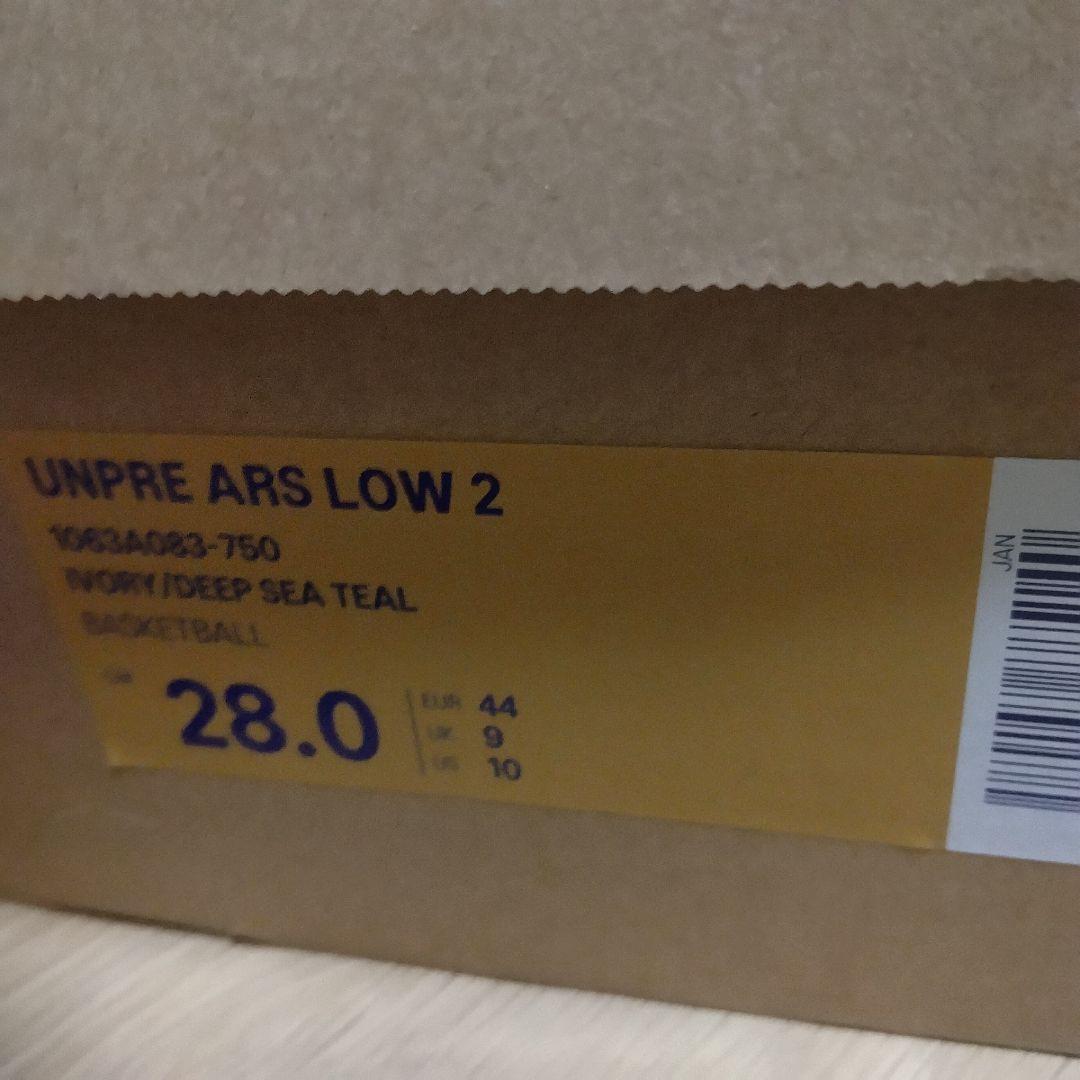 UNPRE ARS LOW 2
1063A083-750
IVORY/DEEP SEA TEAL
BASKETBALL
CM 28.0
EUR 44
UK 9
US 10
JAN